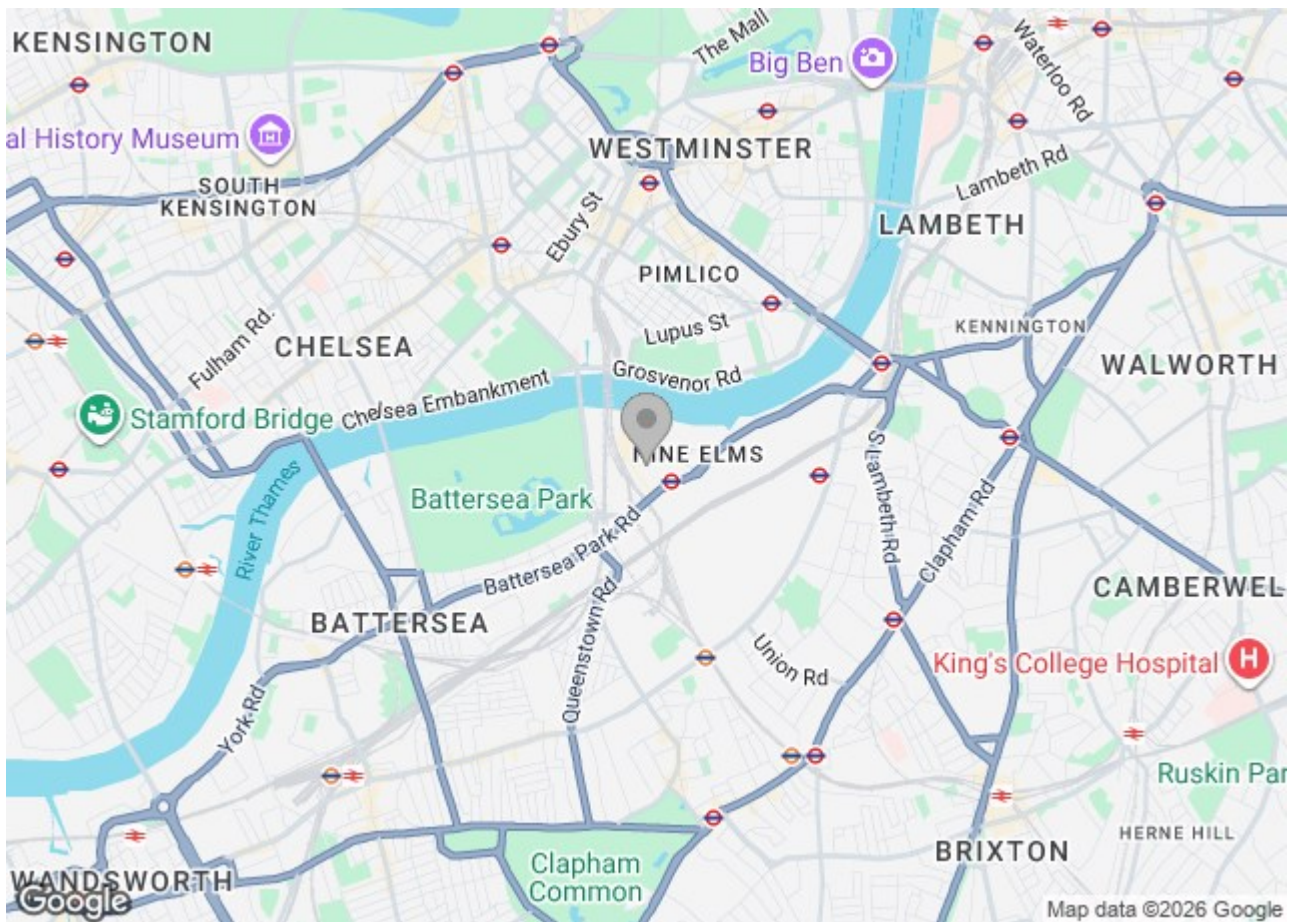 KENSINGTON
The Mall
Big Ben
Waterloo Rd
al History Museum
WESTMINSTER
Lambeth Rd
SOUTH
KENSINGTON
Ebury St
LAMBETH
PIMLICO
Lupus St
KENNINGTON
Fulham Rd.
CHELSEA
WALWORTH
Grosvenor Rd
Chelsea Embankment
Stamford Bridge
INE ELMS
S Lambeth Rd
Clapham Rd
River Thames
Battersea Park
Battersea Park Rd
CAMBERWEL
BATTERSEA
Queenstown Rd
Union Rd
King's College Hospital
H
York Rd
Ruskin Par
HERNE HILL
BRIXTON
Clapham
Common
WANDSWORTH
Google
Map data ©2026 Google